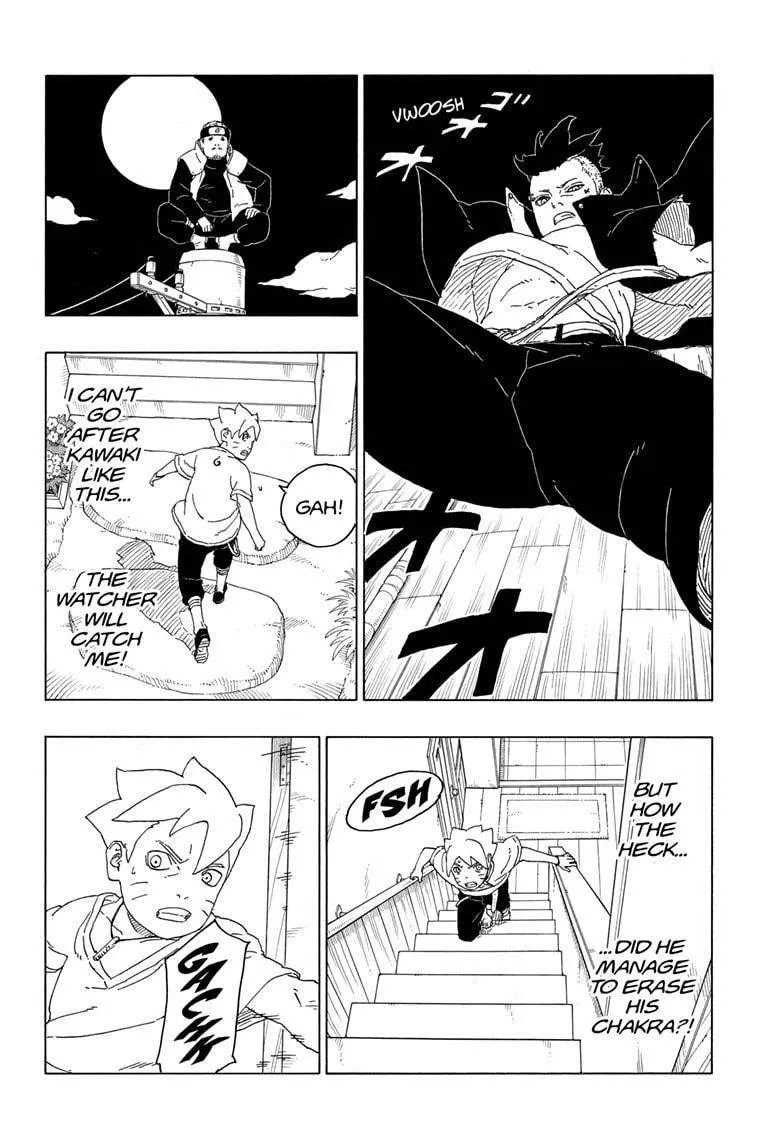 VWOOSH
ゴッ
オ
オ
オ
オ
GAH!
I CAN'T
GO
AFTER
KAWAKI
LIKE
THIS...
THE
WATCHER
WILL
CATCH
ME!
BUT
HOW
THE
HECK...
FSH
...DID HE
MANAGE
TO ERASE
HIS
CHAKRA?!
GACHK